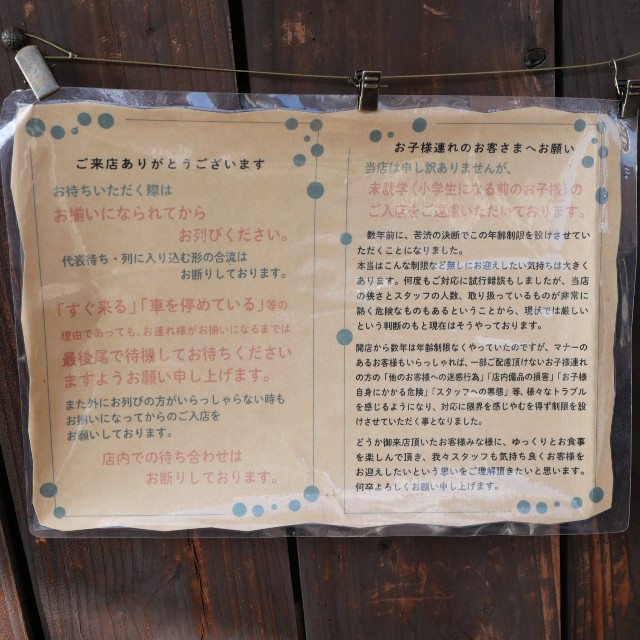 ご来店ありがとうございます
お待ちいただく際は
お揃いになられてから
お列びください。
代表待ち・列に入り込む形の合流は
お断りしております。
「すぐ来る」「車を停めている」等の
理由であっても、お連れ様がお揃いになるまでは
最後尾で待機してお待ちください
ますようお願い申し上げます。
また外にお列びの方がいらっしゃらない時も
お揃いになってからのご入店を
お願いしております。
店内での待ち合わせは
お断りしております。
お子様連れのお客さまへお願い
当店は申し訳ありませんが、
未就学(小学生になる前のお子様)の
ご入店をご遠慮いただいております。
数年前に、苦渋の決断でこの年齢制限を設けさせてい
ただくことになりました。
本当はこんな制限など無しにお迎えしたい気持ちは大きく
あります。何度もご対応に試行錯誤もしましたが、当店
の狭さとスタッフの人数、取り扱っているものが非常に
熱く危険なものもあるということから、現状では厳しい
という判断のもと現在はそうやっております。
開店から数年は年齢制限なくやっていたのですが、マナーの
あるお客様もいらっしゃれば、一部ご配慮頂けないお子様連れ
の方の「他のお客様への迷惑行為」「店内備品の損害」「お子様
自身にかかる危険」「スタッフへの悪態」等、様々なトラブル
を感じるようになり、対応に限界を感じやむを得ず制限を設
けさせていただく事となりました。
どうか御来店頂いたお客様みな様に、ゆっくりとお食事
を楽しんで頂き、我々スタッフも気持ち良くお客様を
お迎えしたいという思いをご理解頂きたいと思います。
何卒よろしくお願い申し上げます。